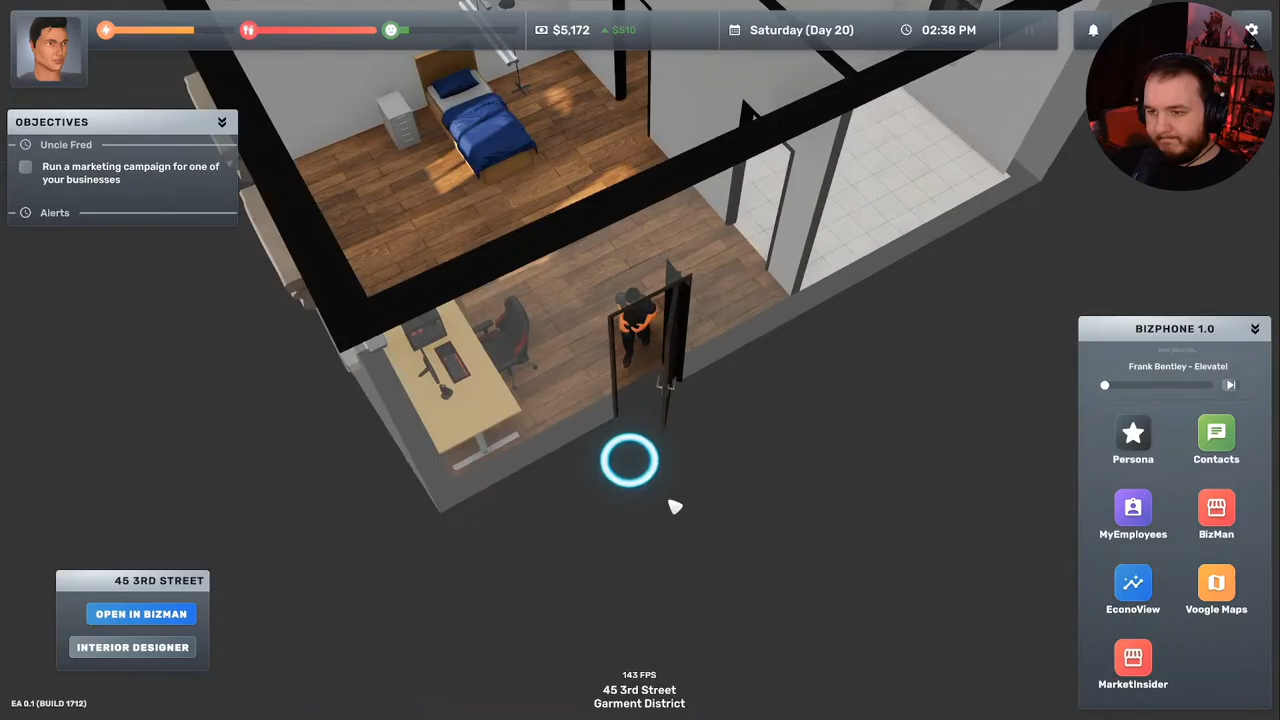 $5,172
$510
Saturday (Day 20)
02:38 PM
OBJECTIVES
Uncle Fred
Run a marketing campaign for one of
your businesses
Alerts
BIZPHONE 1.0
Frank Bentley - Elevate!
Persona
Contacts
MyEmployees
BizMan
EconoView
Voogle Maps
MarketInsider
45 3RD STREET
OPEN IN BIZMAN
INTERIOR DESIGNER
143 FPS
45 3rd Street
Garment District
EA 0.1 (BUILD 1712)